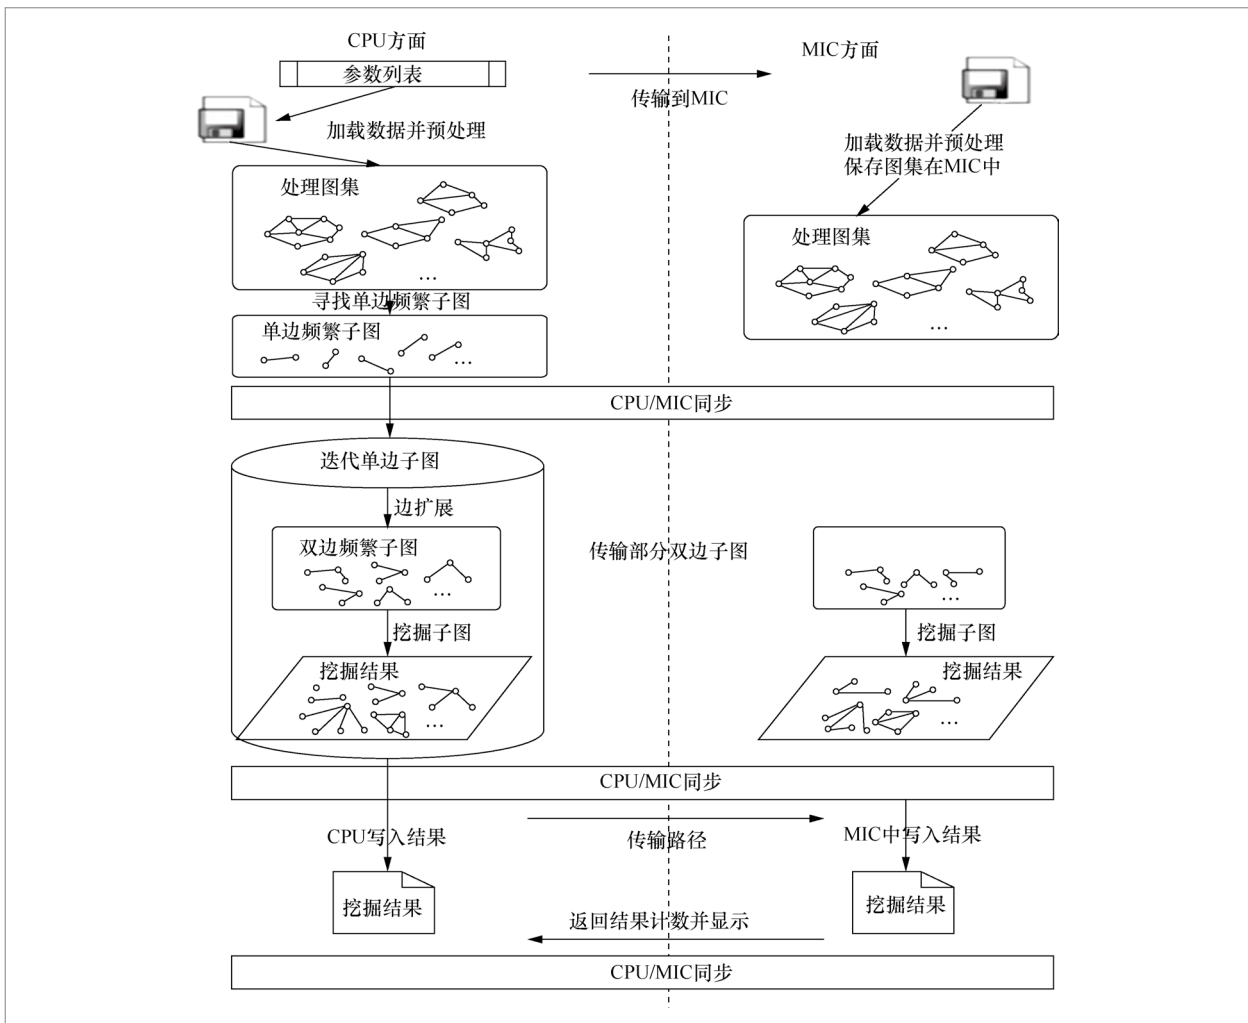 CPU方面
MIC方面
参数列表
传输到MIC
加载数据并预处理
加载数据并预处理
保存图集在MIC中
处理图集
...
处理图集
...
寻找单边频繁子图
单边频繁子图
...
CPU/MIC同步
迭代单边子图
边扩展
双边频繁子图
...
传输部分双边子图
...
挖掘子图
挖掘子图
挖掘结果
...
挖掘结果
...
CPU/MIC同步
CPU写入结果
传输路径
MIC中写入结果
挖掘结果
挖掘结果
返回结果计数并显示
CPU/MIC同步